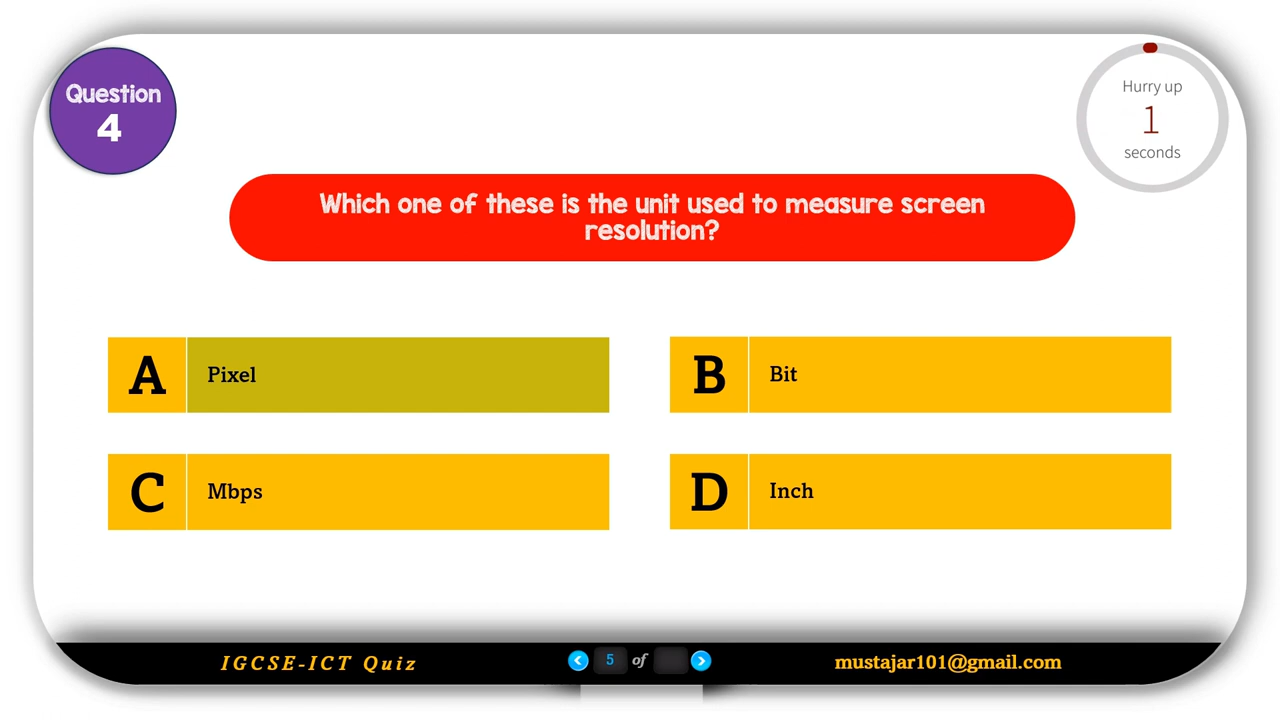 Question
4
Hurry up
1
seconds
Which one of these is the unit used to measure screen
resolution?
A
Pixel
B
Bit
C
Mbps
D
Inch
IGCSE-ICT Quiz
5 of
mustajar101@gmail.com